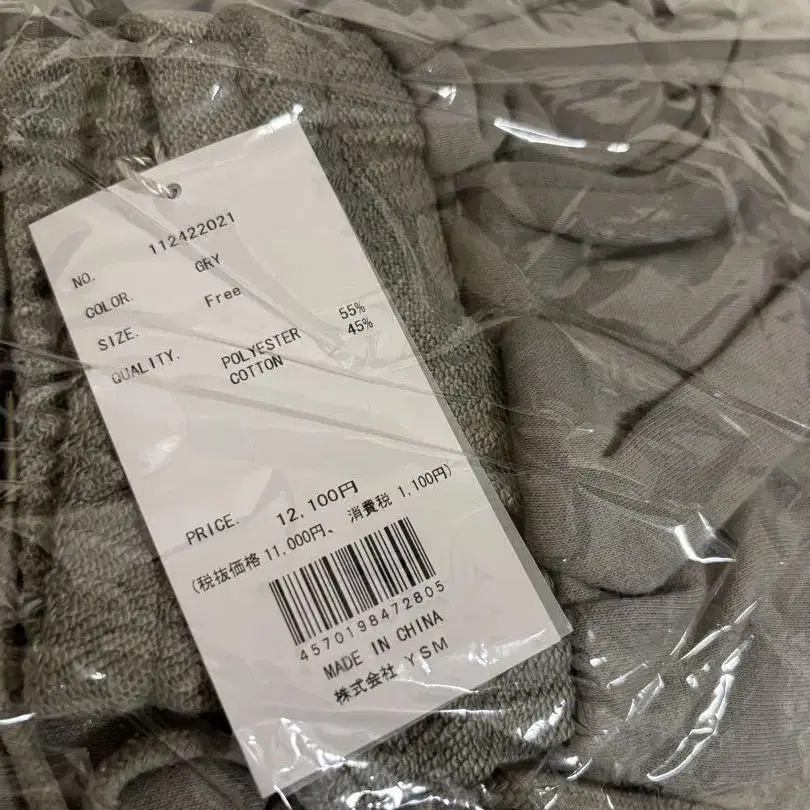 NO. 112422021
COLOR. GRY
SIZE. Free
QUALITY. POLYESTER 55%
COTTON 45%
PRICE. 12,100円
(税抜価格11,000円、 消費税 1,100円)
4570198472805
MADE IN CHINA
株式会社 YSM